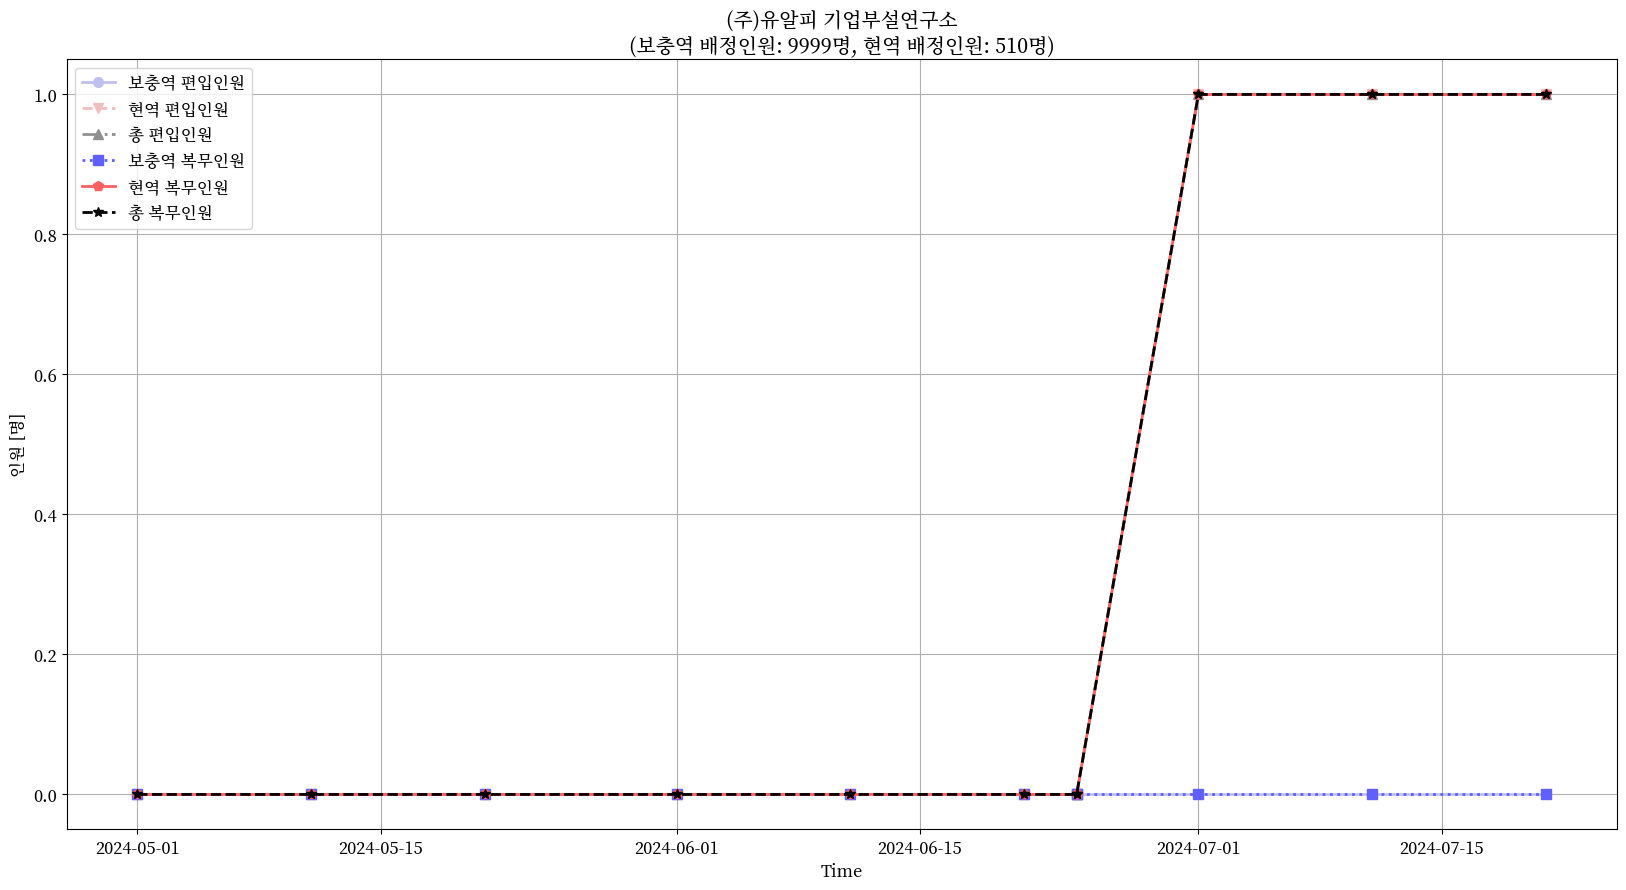 (주)유알피 기업부설연구소
(보충역 배정인원: 9999명, 현역 배정인원: 510명)
보충역 편입인원
현역 편입인원
총 편입인원
보충역 복무인원
현역 복무인원
총 복무인원
인원 [명]
1.0
0.8
0.6
0.4
0.2
0.0
2024-05-01
2024-05-15
2024-06-01
2024-06-15
2024-07-01
2024-07-15
Time